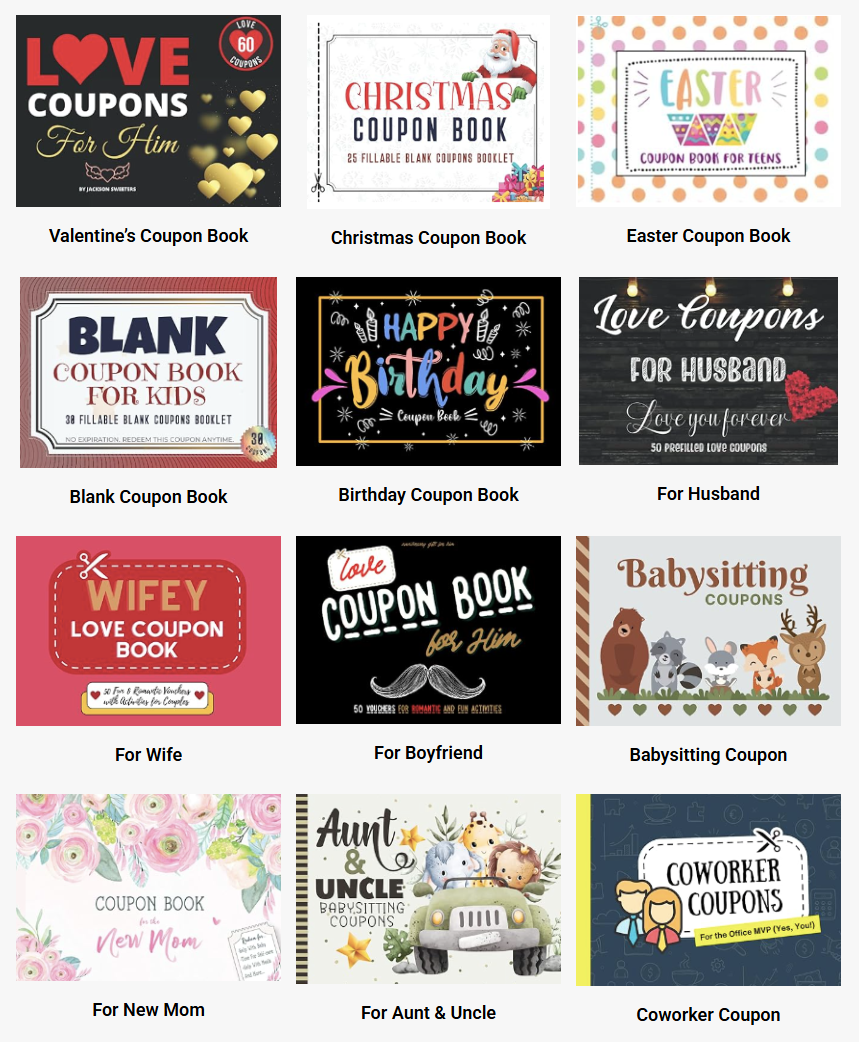 LOVE
60
COUPONS
LOVE
COUPONS
For Him
BY JACKSON SWEETERS
Valentine's Coupon Book
CHRISTMAS
COUPON BOOK
25 FILLABLE BLANK COUPONS BOOKLET
Christmas Coupon Book
EASTER
COUPON BOOK FOR TEENS
Easter Coupon Book
BLANK
COUPON BOOK
FOR KIDS
30 FILLABLE BLANK COUPONS BOOKLET
NO EXPIRATION, REDEEM THIS COUPON ANYTIME.
30
COUPONS
Blank Coupon Book
HAPPY
Birthday
Coupon Book
Birthday Coupon Book
Love Coupons
FOR HUSBAND
Love you forever
50 PREFILLED LOVE COUPONS
For Husband
WIFEY
LOVE COUPON
BOOK
50 Fun & Romantic Vouchers
with Activities for Couples
For Wife
love
COUPON BOOK
for Him
50 VOUCHERS FOR ROMANTIC AND FUN ACTIVITIES
For Boyfriend
Babysitting
COUPONS
Babysitting Coupon
COUPON BOOK
for the
New Mom
For New Mom
Aunt
&
UNCLE
BABYSITTING
COUPONS
For Aunt & Uncle
COWORKER
COUPONS
For the Office MVP (Yes, You!)
Coworker Coupon